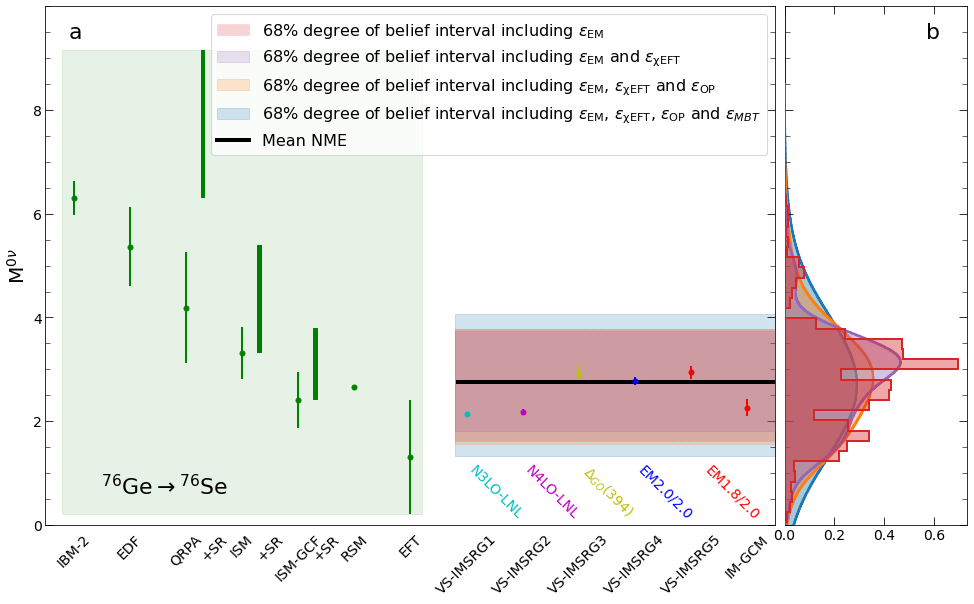 a
68% degree of belief interval including ε_EM
68% degree of belief interval including ε_EM and ε_χEFT
68% degree of belief interval including ε_EM, ε_χEFT and ε_OP
68% degree of belief interval including ε_EM, ε_χEFT, ε_OP and ε_MBT
Mean NME
b
M^0ν
8
6
4
2
0
⁷⁶Ge→⁷⁶Se
N3LO-LNL
N4LO-LNL
Δ_GO(394)
EM2.0/2.0
EM1.8/2.0
IBM-2
EDF
QRPA
+SR
ISM
+SR
ISM-GCF
+SR
RSM
EFT
VS-IMSRG1
VS-IMSRG2
VS-IMSRG3
VS-IMSRG4
VS-IMSRG5
IM-GCM
0.0 0.2 0.4 0.6